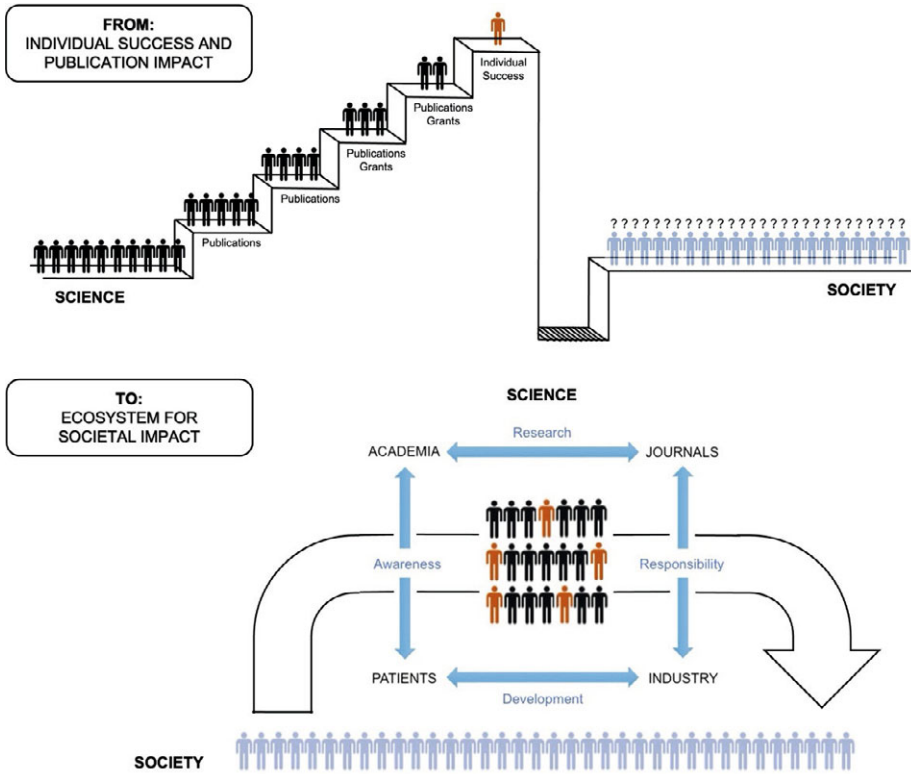 FROM:
INDIVIDUAL SUCCESS AND
PUBLICATION IMPACT
Individual
Success
Publications
Grants
Publications
Grants
Publications
Publications
SCIENCE
? ? ? ? ? ? ? ? ? ? ? ? ? ? ? ? ? ? ? ? ? ? ? ? ? ? ? ?
SOCIETY
TO:
ECOSYSTEM FOR
SOCIETAL IMPACT
SCIENCE
Research
ACADEMIA
JOURNALS
Awareness
Responsibility
PATIENTS
INDUSTRY
Development
SOCIETY